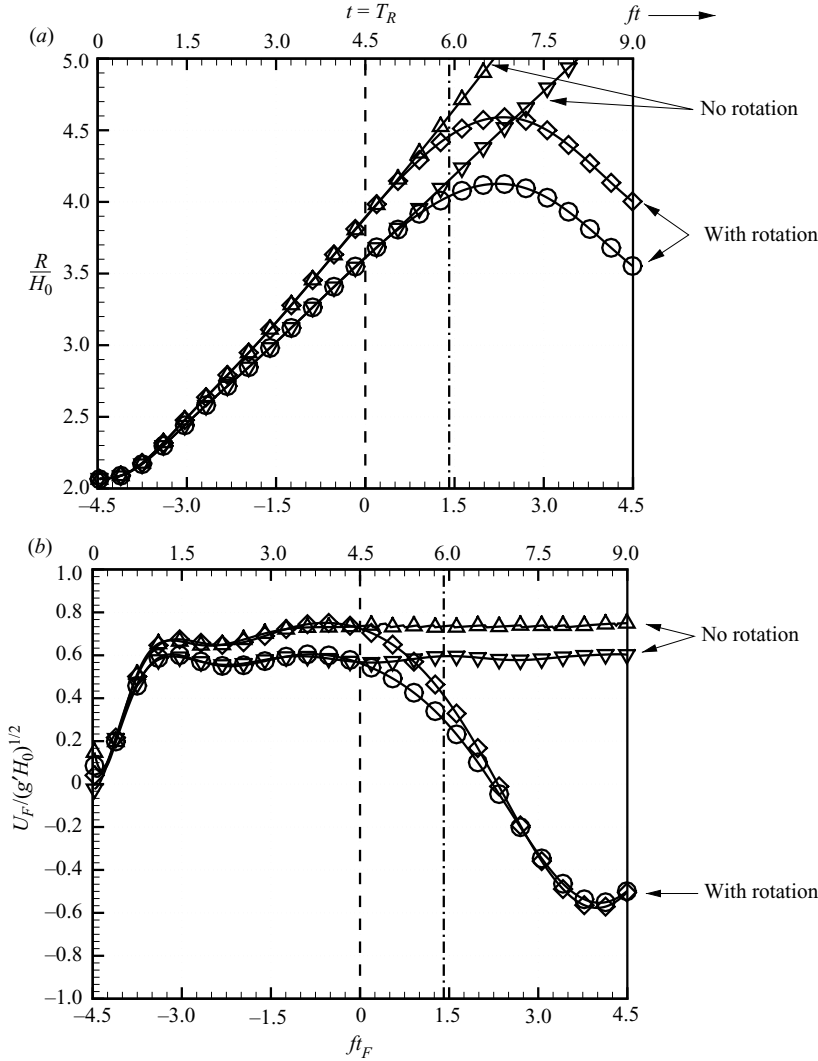 t = T_R ft
(a) 0 1.5 3.0 4.5 6.0 7.2 9.0
5.0
No rotation
4.5
4.0
With rotation
R
H_0
3.5
3.0
2.5
2.0
−4.5 −3.0 −1.5 0 1.5 3.0 4.5
(b) 0 1.5 3.0 4.5 6.0 7.5 9.0
1.0
0.8
No rotation
0.6
0.4
0.2
0
U_F/(g′H_0)^{1/2}
−0.2
−0.4
With rotation
−0.6
−0.8
−1.0
−4.5 −3.0 −1.5 0 1.5 3.0 4.5
ft_F